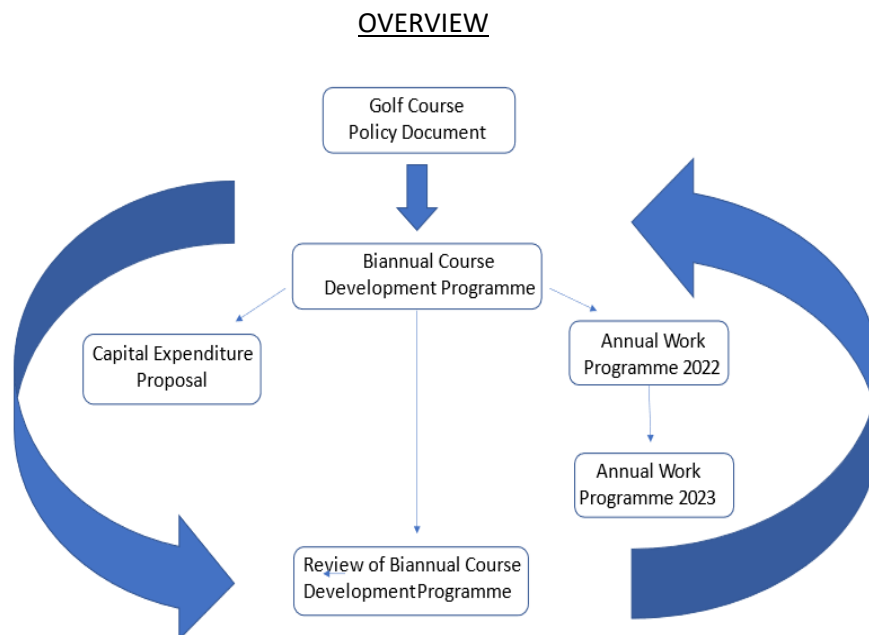 OVERVIEW
Golf Course
Policy Document
Biannual Course
Development Programme
Capital Expenditure
Proposal
Annual Work
Programme 2022
Annual Work
Programme 2023
Review of Biannual Course
DevelopmentProgramme